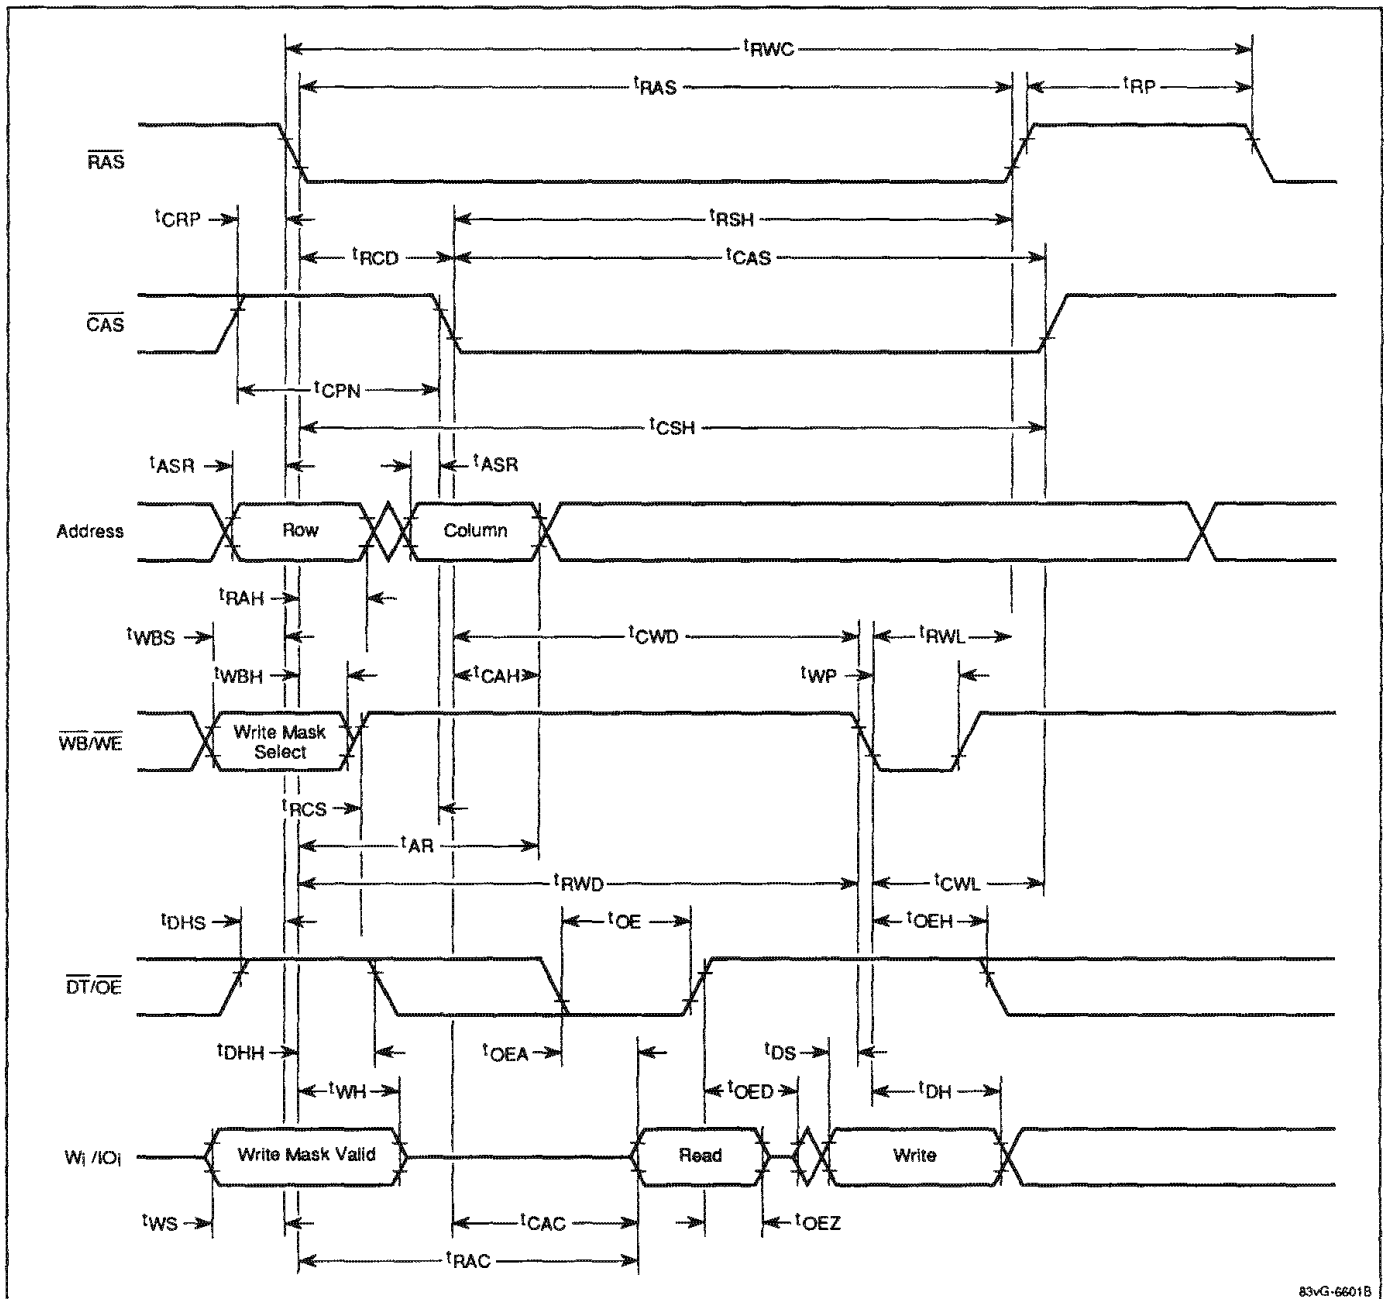 tRWC
tRAS
tRP
RAS
tCRP
tRSH
tRCD
tCAS
CAS
tCPN
tCSH
tASR
tASR
Address
Row
Column
tRAH
tWBS
tCWD
tRWL
tWBH
tCAH
tWP
WB/WE
Write Mask
Select
tRCS
tAR
tRWD
tCWL
tDHS
tOE
tOEH
DT/OE
tDHH
tOEA
tDS
tWH
tOED
tDH
Wi /IOi
Write Mask Valid
Read
Write
tWS
tCAC
tOEZ
tRAC
83vG-6601B